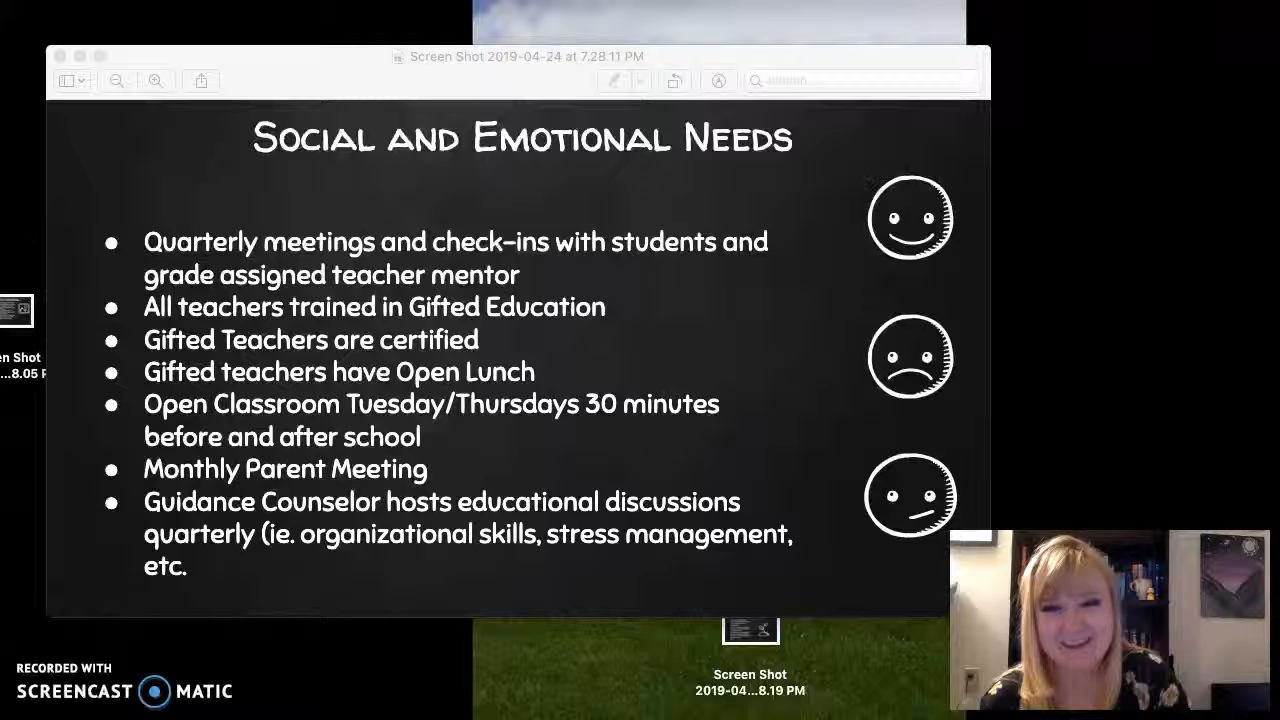 Screen Shot 2019-04-24 at 7.28.11 PM
Social and Emotional Needs
● Quarterly meetings and check-ins with students and
grade assigned teacher mentor
● All teachers trained in Gifted Education
● Gifted Teachers are certified
● Gifted teachers have Open Lunch
● Open Classroom Tuesday/Thursdays 30 minutes
before and after school
● Monthly Parent Meeting
● Guidance Counselor hosts educational discussions
quarterly (ie. organizational skills, stress management,
etc.
en Shot
...8.05 P
Screen Shot
2019-04...8.19 PM
RECORDED WITH
SCREENCAST MATIC